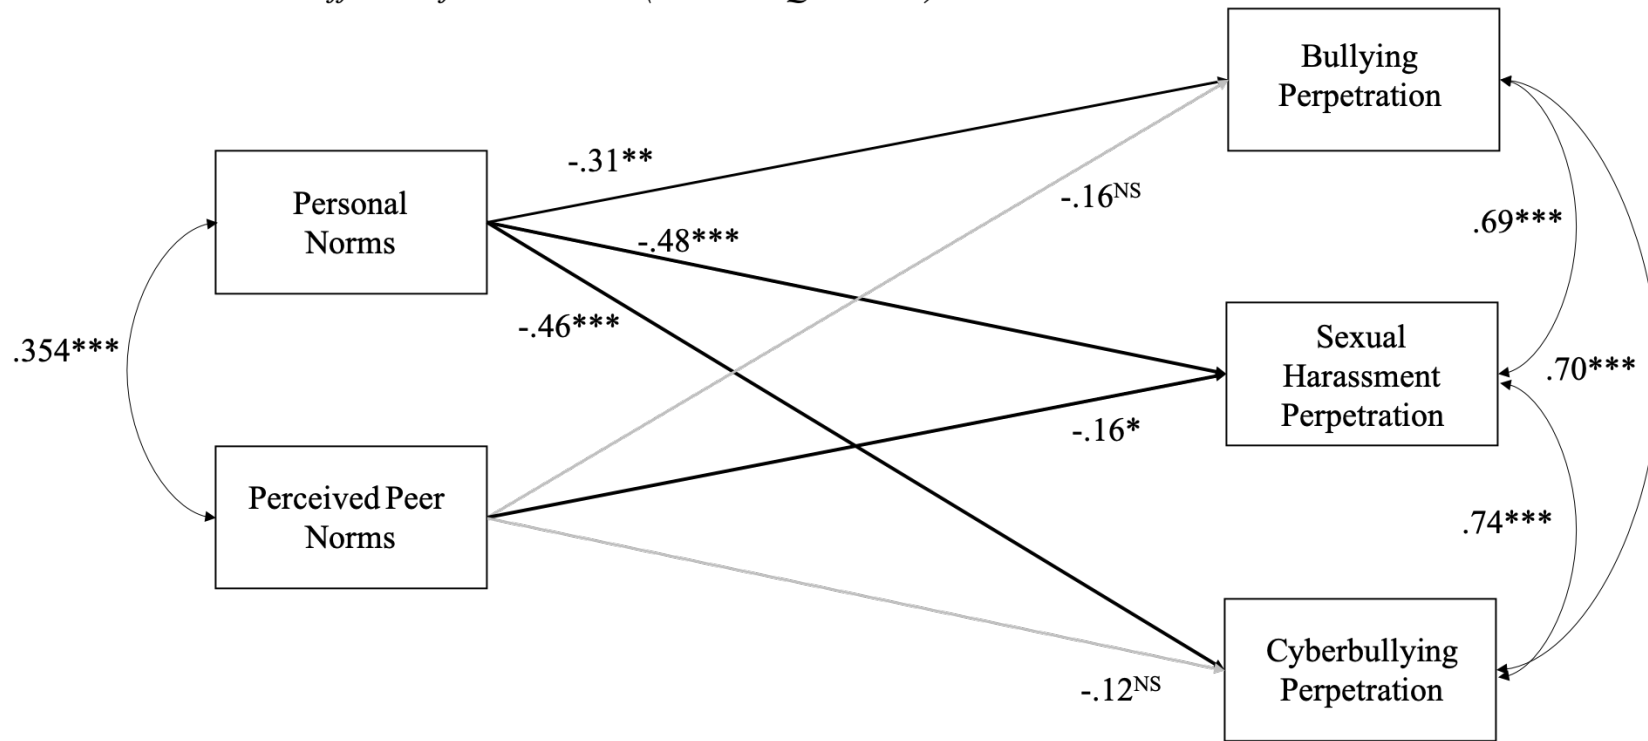 Bullying
Perpetration
-.31**
-.16NS
Personal
Norms
.69***
-.48***
-.46***
Sexual
Harassment
Perpetration
.354***
.70***
-.16*
Perceived Peer
Norms
.74***
Cyberbullying
Perpetration
-.12NS